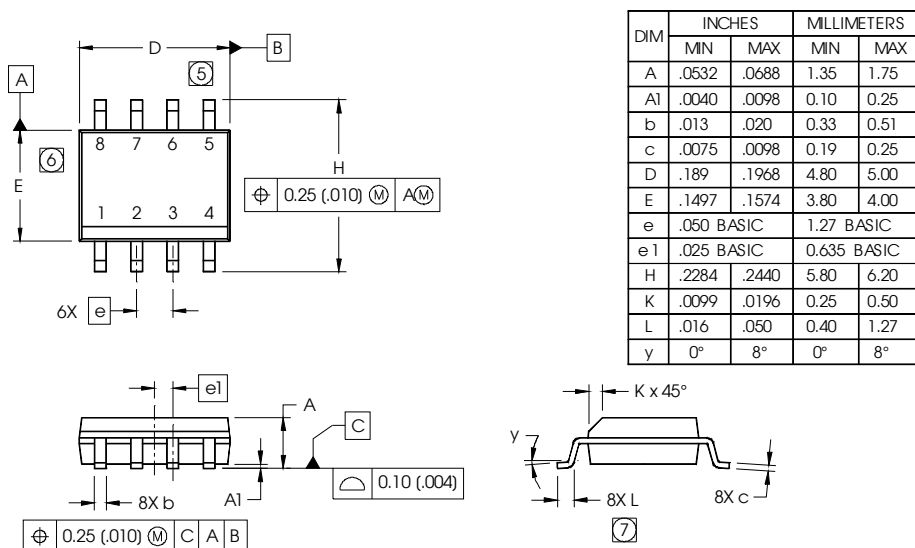 D
B
5
A
8 7 6 5
6
E
H
⌖ 0.25 (.010) Ⓜ AⓂ
1 2 3 4
6X e
DIM INCHES MILLIMETERS
MIN MAX MIN MAX
A .0532 .0688 1.35 1.75
A1 .0040 .0098 0.10 0.25
b .013 .020 0.33 0.51
c .0075 .0098 0.19 0.25
D .189 .1968 4.80 5.00
E .1497 .1574 3.80 4.00
e .050 BASIC 1.27 BASIC
e1 .025 BASIC 0.635 BASIC
H .2284 .2440 5.80 6.20
K .0099 .0196 0.25 0.50
L .016 .050 0.40 1.27
y 0° 8° 0° 8°
e1
A
C
0.10 (.004)
8X b
A1
⌖ 0.25 (.010) Ⓜ C A B
K x 45°
y
8X L
8X c
7